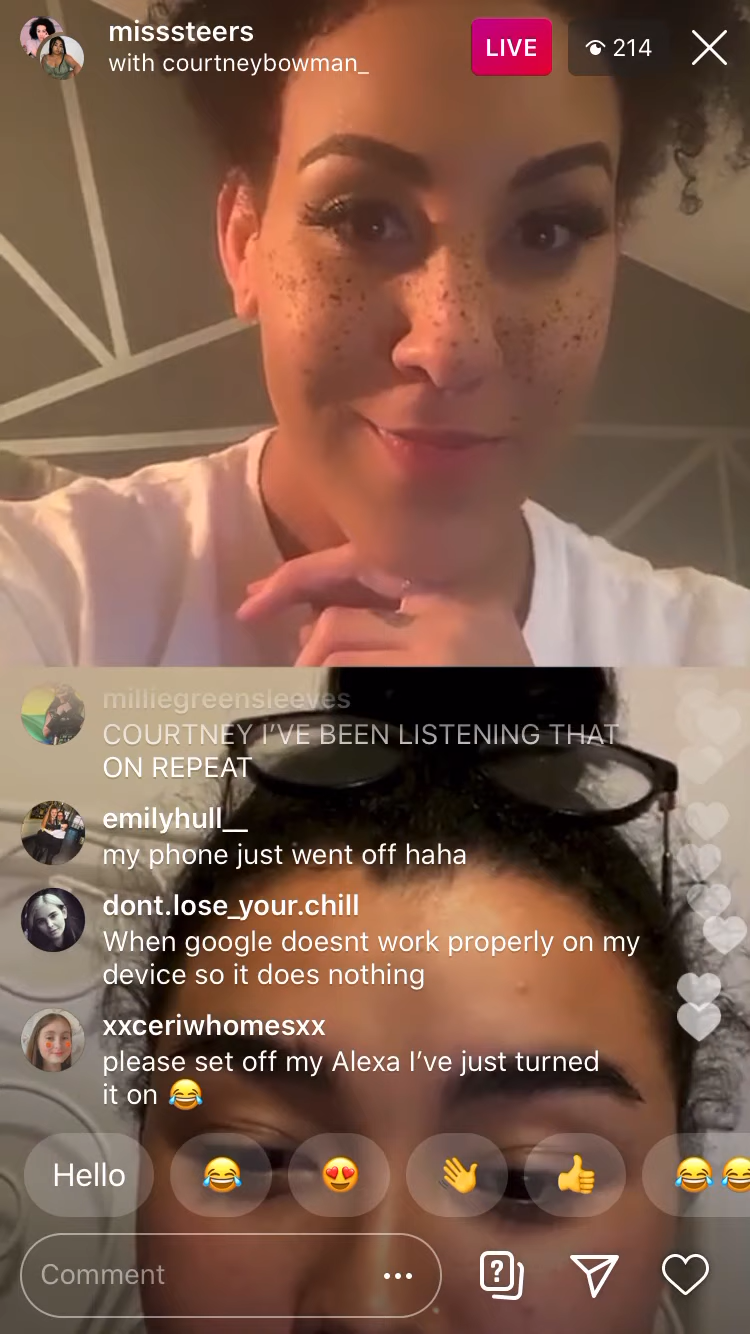 misssteers
with courtneybowman_
LIVE
214
milliegreensleeves
COURTNEY I’VE BEEN LISTENING THAT
ON REPEAT
emilyhull__
my phone just went off haha
dont.lose_your.chill
When google doesnt work properly on my
device so it does nothing
xxceriwhomesxx
please set off my Alexa I’ve just turned
it on 😂
Hello 😂 😍 👋 👍 😂😂
Comment